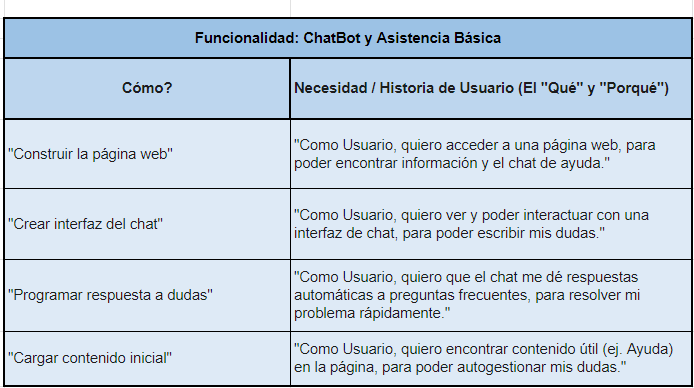 Funcionalidad: ChatBot y Asistencia Básica
Cómo?
Necesidad / Historia de Usuario (El "Qué" y "Porqué")
"Construir la página web"
"Como Usuario, quiero acceder a una página web, para
poder encontrar información y el chat de ayuda."
"Crear interfaz del chat"
"Como Usuario, quiero ver y poder interactuar con una
interfaz de chat, para poder escribir mis dudas."
"Programar respuesta a dudas"
"Como Usuario, quiero que el chat me dé respuestas
automáticas a preguntas frecuentes, para resolver mi
problema rápidamente."
"Cargar contenido inicial"
"Como Usuario, quiero encontrar contenido útil (ej. Ayuda)
en la página, para poder autogestionar mis dudas."